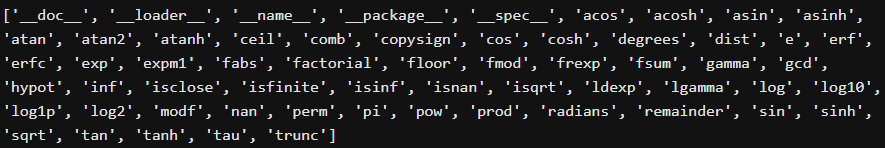 ['__doc__', '__loader__', '__name__', '__package__', '__spec__', 'acos', 'acosh', 'asin', 'asinh',
'atan', 'atan2', 'atanh', 'ceil', 'comb', 'copysign', 'cos', 'cosh', 'degrees', 'dist', 'e', 'erf',
'erfc', 'exp', 'expm1', 'fabs', 'factorial', 'floor', 'fmod', 'frexp', 'fsum', 'gamma', 'gcd',
'hypot', 'inf', 'isclose', 'isfinite', 'isinf', 'isnan', 'isqrt', 'ldexp', 'lgamma', 'log', 'log10',
'log1p', 'log2', 'modf', 'nan', 'perm', 'pi', 'pow', 'prod', 'radians', 'remainder', 'sin', 'sinh',
'sqrt', 'tan', 'tanh', 'tau', 'trunc']